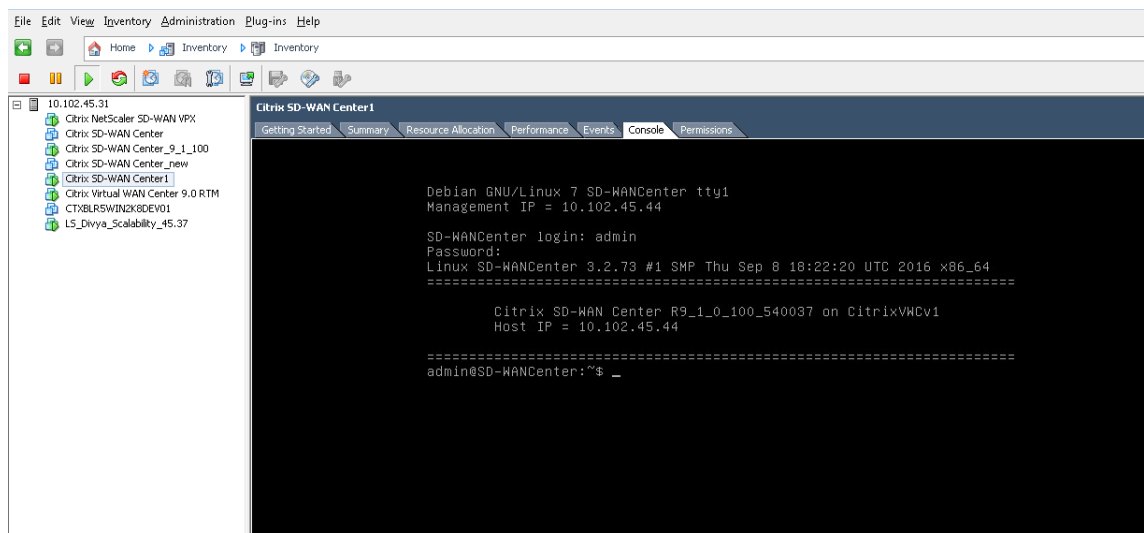 File Edit View Inventory Administration Plug-ins Help
Home Inventory Inventory
10.102.45.31
Citrix NetScaler SD-WAN VPX
Citrix SD-WAN Center
Citrix SD-WAN Center_9_1_100
Citrix SD-WAN Center_new
Citrix SD-WAN Center1
Citrix Virtual WAN Center 9.0 RTM
CTXBLR5WIN2K8DEV01
LS_Divya_Scalability_45.37
Citrix SD-WAN Center1
Getting Started Summary Resource Allocation Performance Events Console Permissions
Debian GNU/Linux 7 SD-WANCenter tty1
Management IP = 10.102.45.44
SD-WANCenter login: admin
Password:
Linux SD-WANCenter 3.2.73 #1 SMP Thu Sep 8 18:22:20 UTC 2016 x86_64
======================================================================
Citrix SD-WAN Center R9_1_0_100_540037 on CitrixVWCv1
Host IP = 10.102.45.44
======================================================================
admin@SD-WANCenter:~$ _